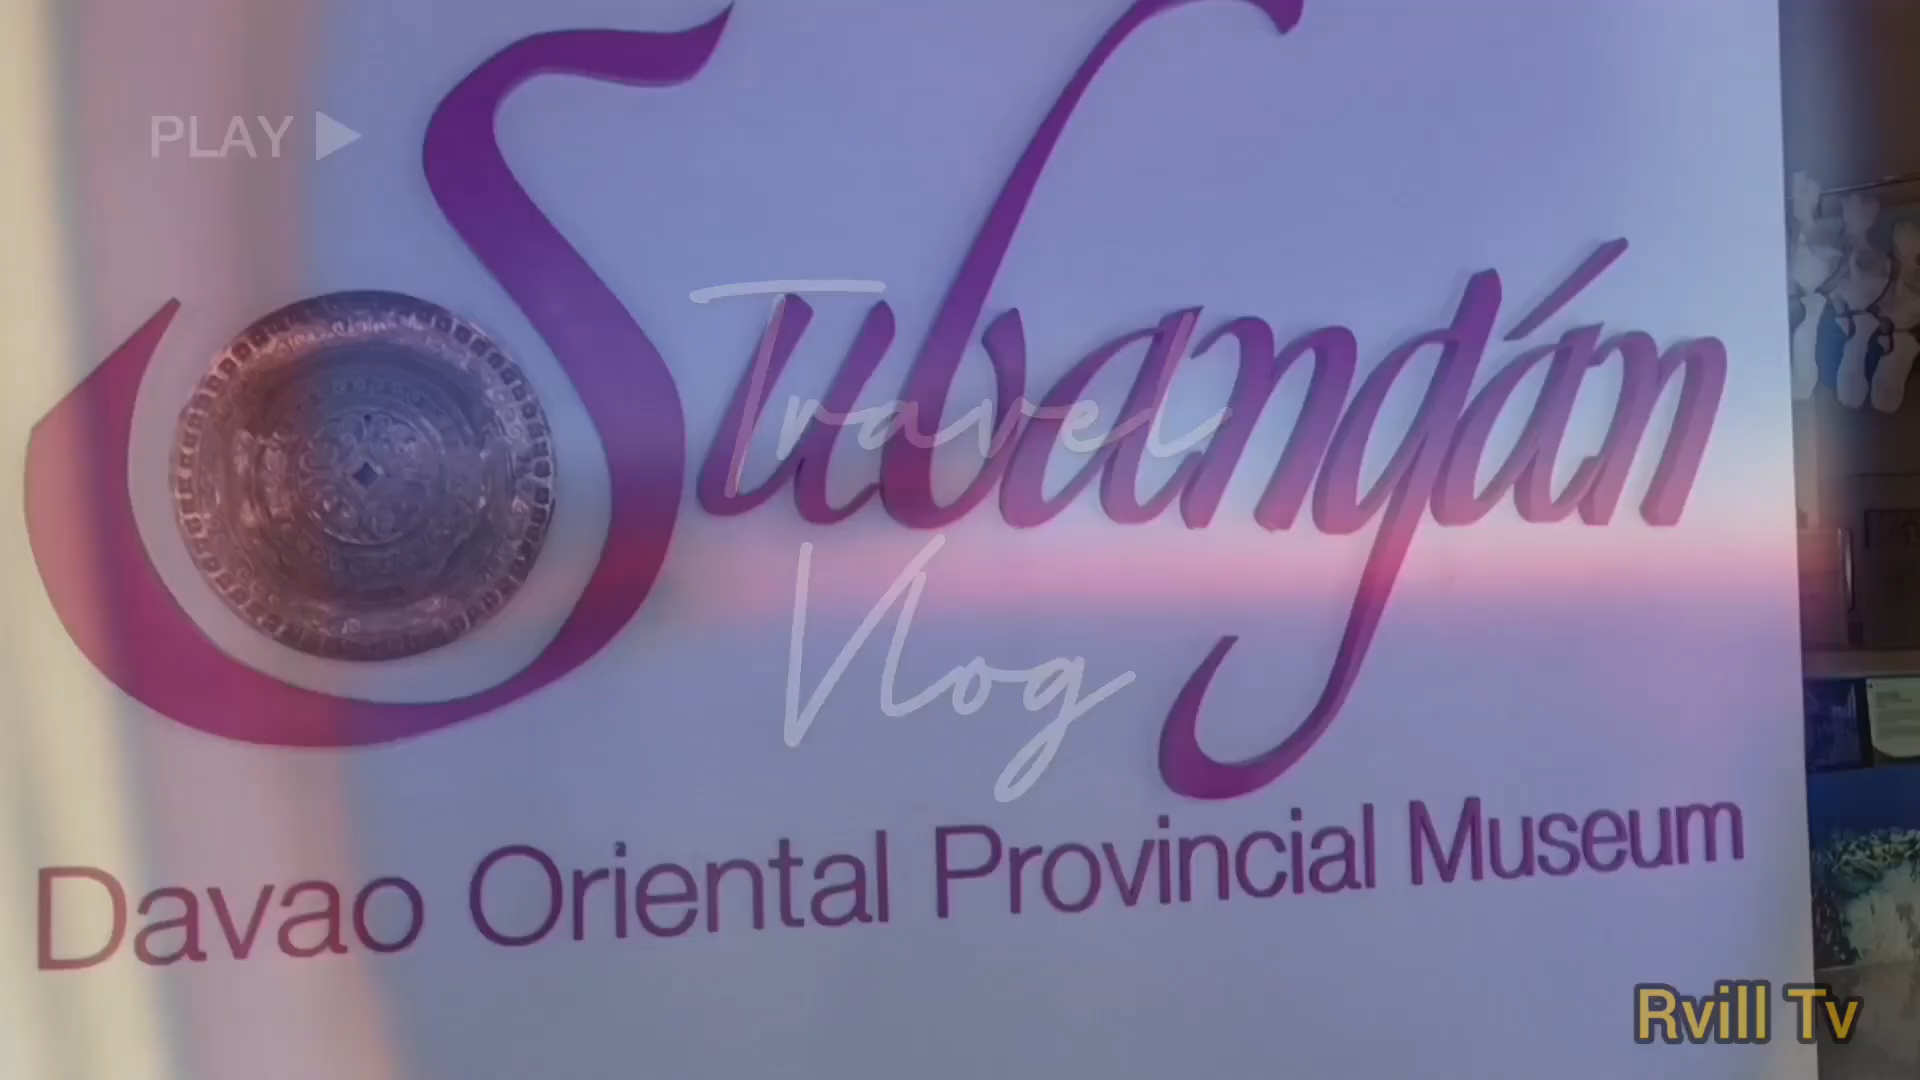 PLAY
Subangán
Travel
Vlog
Davao Oriental Provincial Museum
Rvill Tv